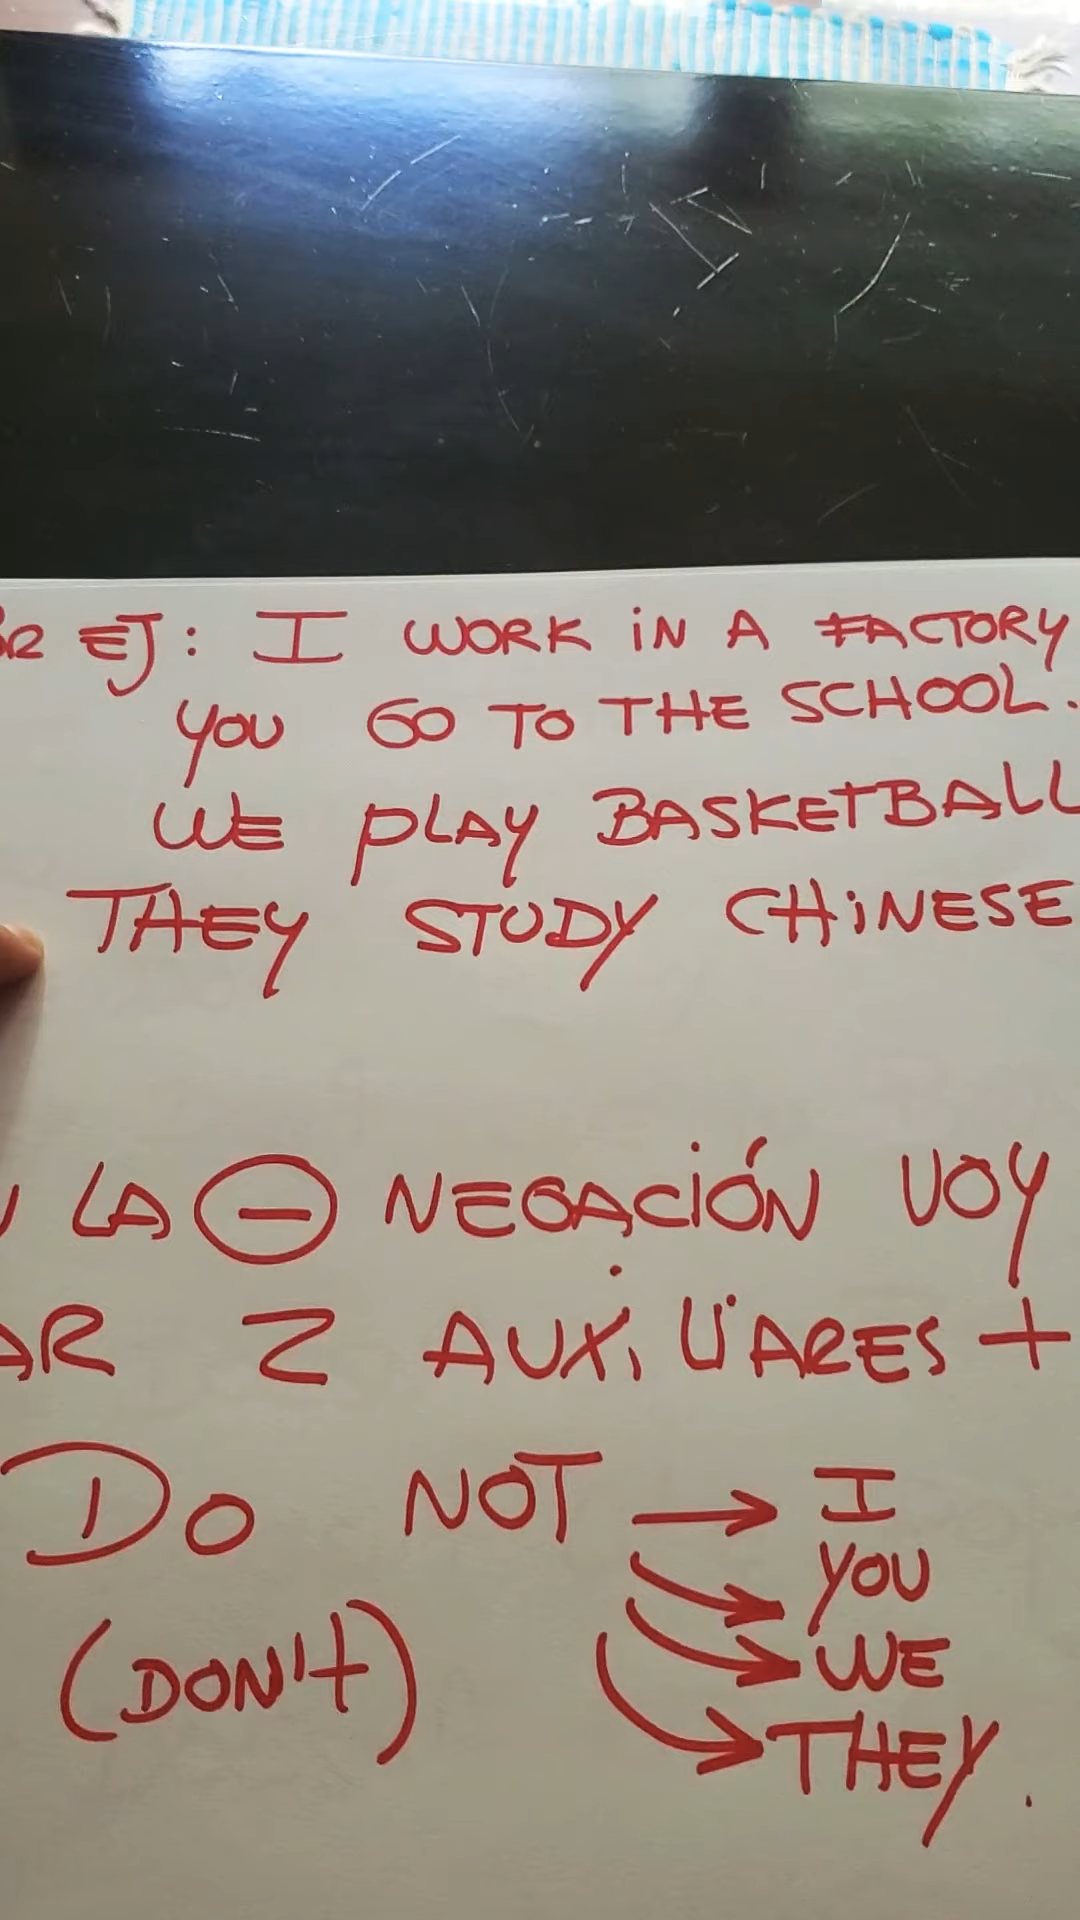 EJ: I WORK IN A FACTORY
YOU GO TO THE SCHOOL.
WE PLAY BASKETBALL
THEY STUDY CHINESE
LA - NEGACIÓN VOY
2 AUXILIARES +
DO NOT → I
YOU
(DON't) WE
THEY.